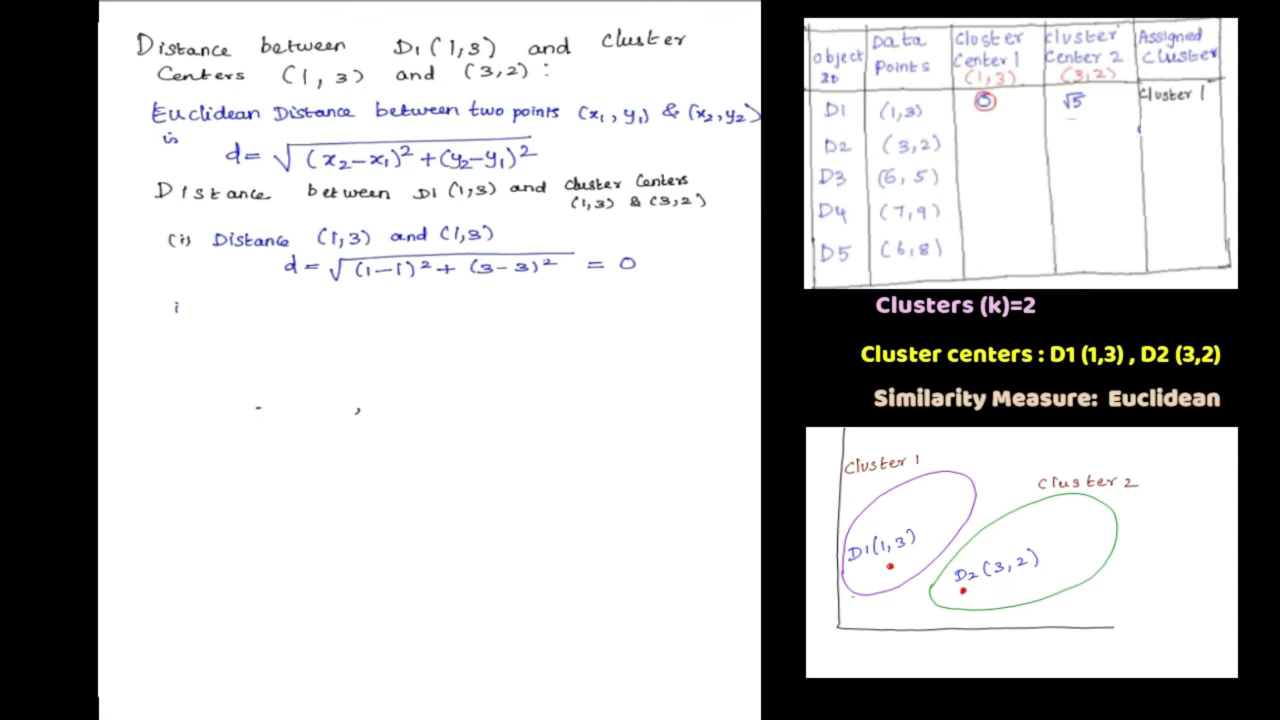 Distance between D1 (1,3) and cluster
Centers (1, 3) and (3,2) :
Euclidean Distance between two points (x₁, y₁) & (x₂, y₂)
is
d = √(x₂-x₁)² + (y₂-y₁)²
Distance between D1 (1,3) and cluster centers
(1,3) & (3,2)
(i) Distance (1,3) and (1,3)
d = √(1-1)² + (3-3)² = 0
i
Object ID Data Points Cluster Center 1 (1,3) Cluster Center 2 (3,2) Assigned Cluster
D1 (1,3) 0 √5 Cluster 1
D2 (3,2)
D3 (6,5)
D4 (7,9)
D5 (6,8)
Clusters (k)=2
Cluster centers : D1 (1,3) , D2 (3,2)
Similarity Measure: Euclidean
Cluster 1
Cluster 2
D1(1,3)
D2(3,2)